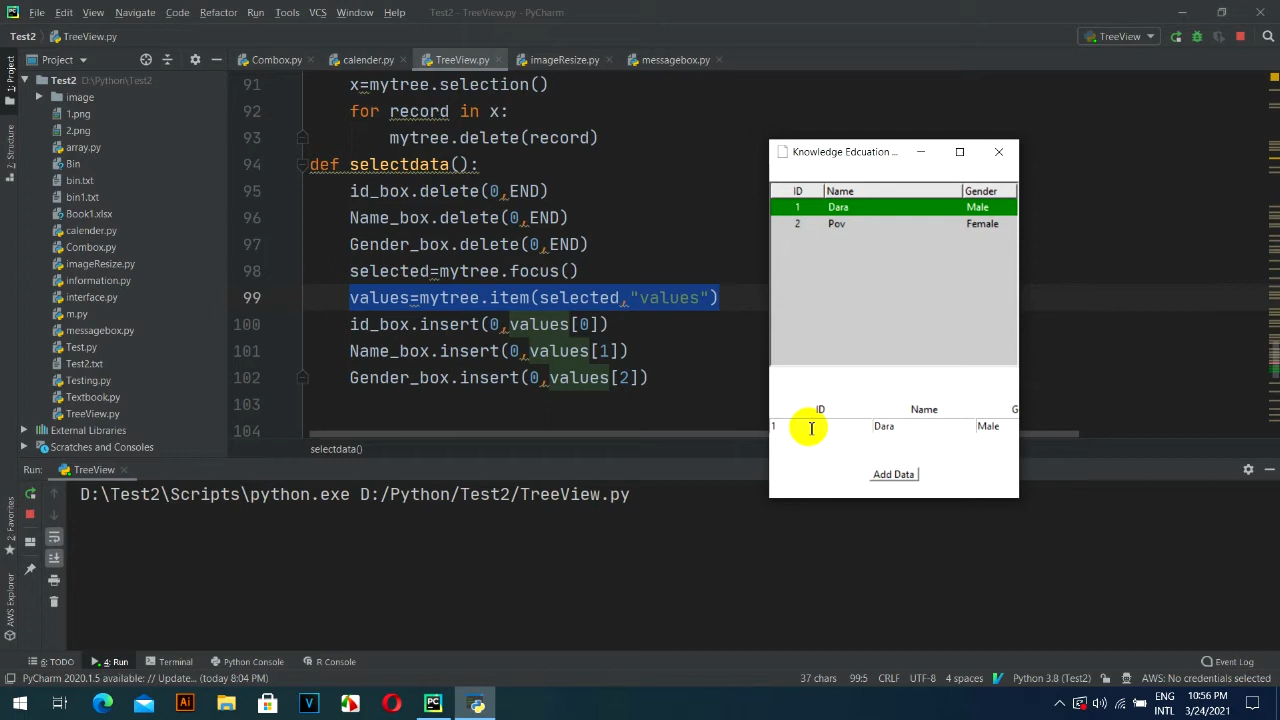 File Edit View Navigate Code Refactor Run Tools VCS Window Help Test2 - TreeView.py - PyCharm
Test2 TreeView.py TreeView
Project Combox.py calender.py TreeView.py imageResize.py messagebox.py
1: Project
Structure
2: Favorites
AWS Explorer
Test2 D:\Python\Test2
image
1.png
2.png
array.py
Bin
bin.txt
bin1.txt
Book1.xlsx
calender.py
Combox.py
imageResize.py
information.py
interface.py
m.py
messagebox.py
Test.py
Test2.txt
Testing.py
Textbook.py
TreeView.py
External Libraries
Scratches and Consoles
91 x=mytree.selection()
92 for record in x:
93 mytree.delete(record)
94 def selectdata():
95 id_box.delete(0,END)
96 Name_box.delete(0,END)
97 Gender_box.delete(0,END)
98 selected=mytree.focus()
99 values=mytree.item(selected,"values")
100 id_box.insert(0,values[0])
101 Name_box.insert(0,values[1])
102 Gender_box.insert(0,values[2])
103
104
selectdata()
Knowledge Edcuation ...
ID Name Gender
1 Dara Male
2 Pov Female
ID Name G
1 Dara Male
Add Data
Run: TreeView
D:\Test2\Scripts\python.exe D:/Python/Test2/TreeView.py
6: TODO 4: Run Terminal Python Console R Console Event Log
PyCharm 2020.1.5 available: // Update... (today 8:04 PM) 37 chars 99:5 CRLF UTF-8 4 spaces Python 3.8 (Test2) AWS: No credentials selected
ENG
INTL
10:56 PM
3/24/2021